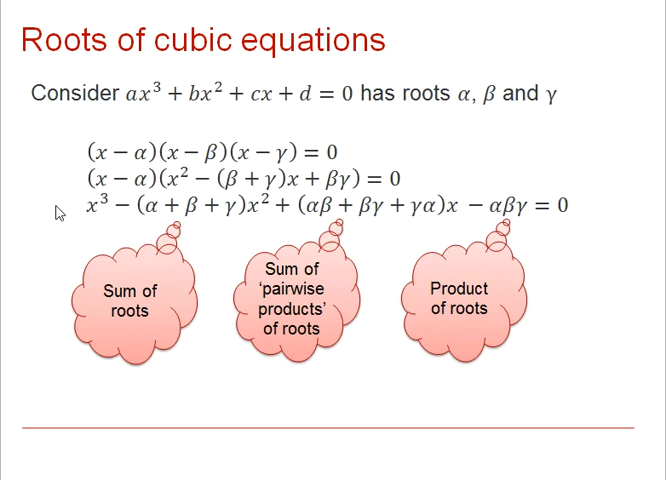 Roots of cubic equations
Consider 𝑎𝑥³ + 𝑏𝑥² + 𝑐𝑥 + 𝑑 = 0 has roots 𝛼, 𝛽 and 𝛾
(𝑥 − 𝛼)(𝑥 − 𝛽)(𝑥 − 𝛾) = 0
(𝑥 − 𝛼)(𝑥² − (𝛽 + 𝛾)𝑥 + 𝛽𝛾) = 0
𝑥³ − (𝛼 + 𝛽 + 𝛾)𝑥² + (𝛼𝛽 + 𝛽𝛾 + 𝛾𝛼)𝑥 − 𝛼𝛽𝛾 = 0
Sum of
roots
Sum of
‘pairwise
products’
of roots
Product
of roots